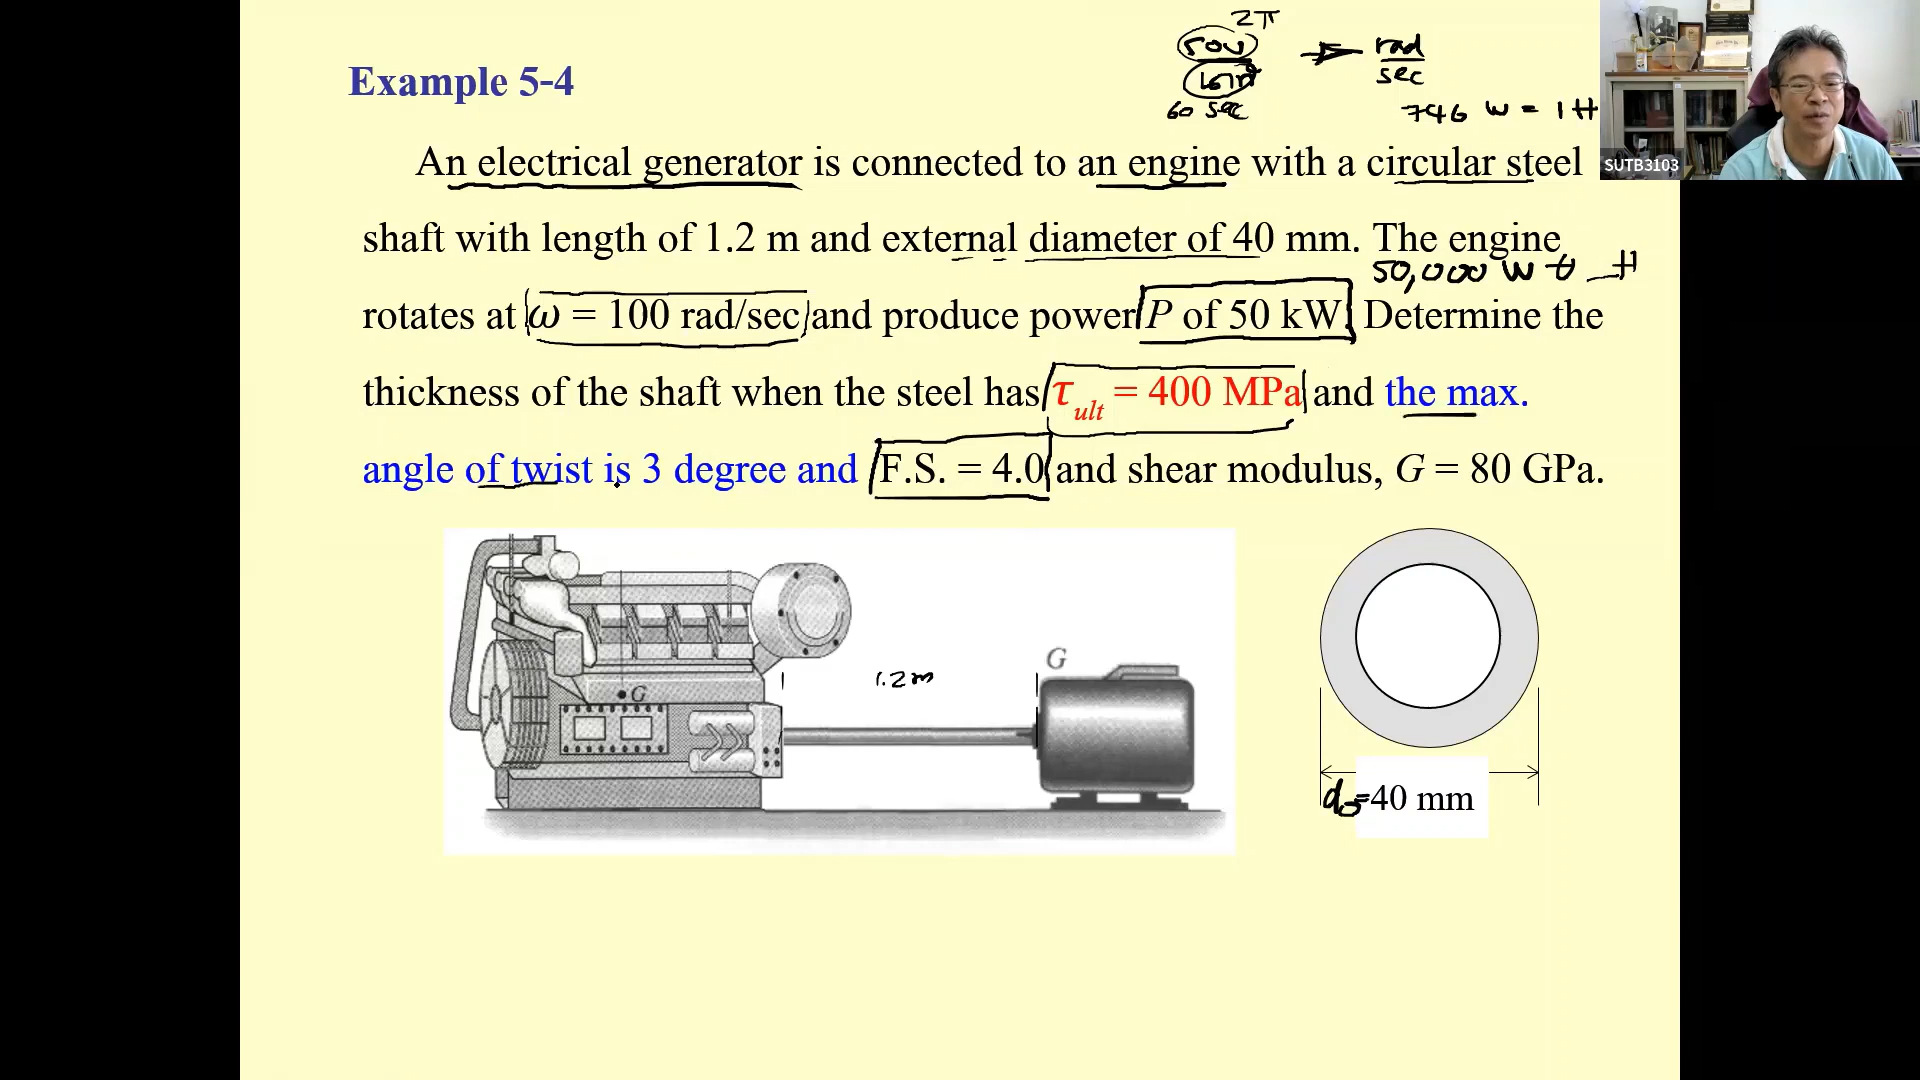 2π
rev → rad
min sec
60 sec
746 W = 1 H
SUTB3103
Example 5-4
An electrical generator is connected to an engine with a circular steel
shaft with length of 1.2 m and external diameter of 40 mm. The engine
50,000 W
rotates at ω = 100 rad/sec and produce power P of 50 kW. Determine the
thickness of the shaft when the steel has τult = 400 MPa and the max.
angle of twist is 3 degree and F.S. = 4.0 and shear modulus, G = 80 GPa.
G
1.2 m
G
do=40 mm